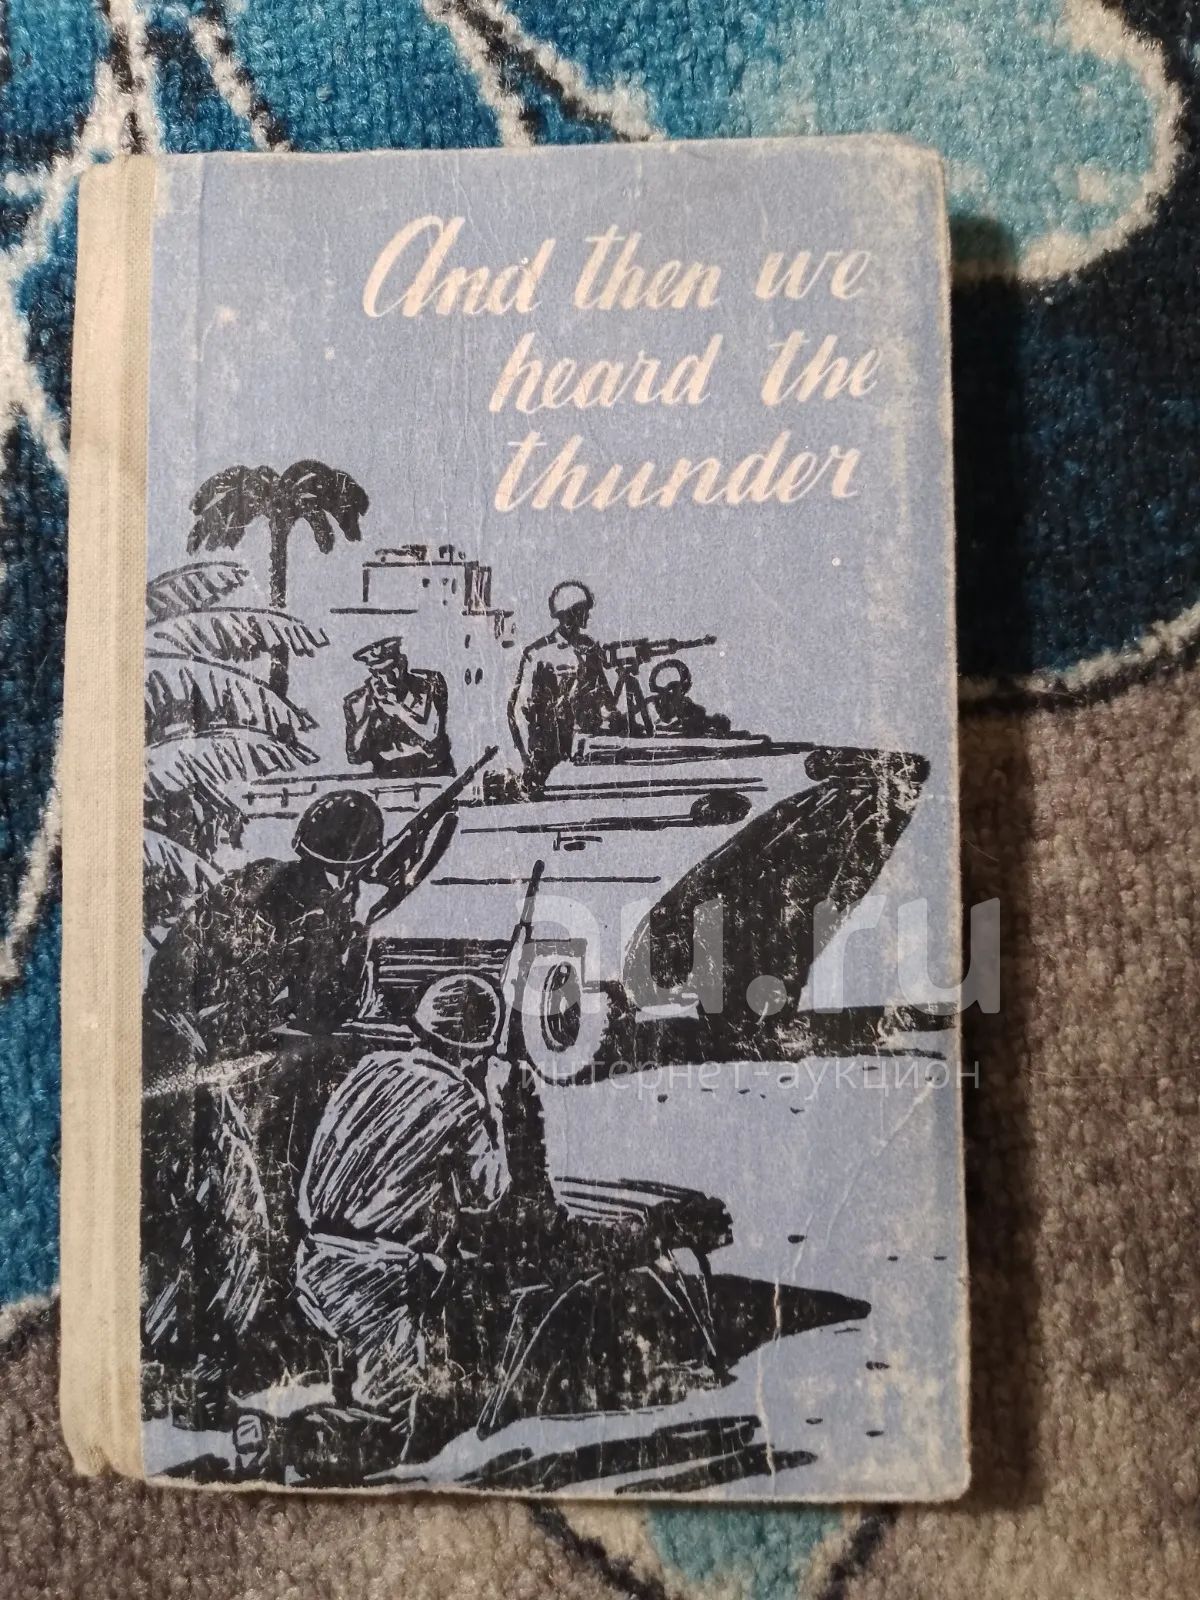 And then we
heard the
thunder
au.ru
интернет-аукцион